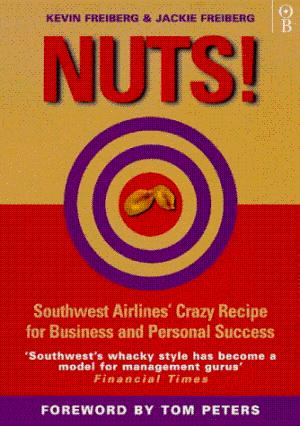 KEVIN FREIBERG & JACKIE FREIBERG
O
B
NUTS!
Southwest Airlines' Crazy Recipe
for Business and Personal Success
'Southwest's whacky style has become a
model for management gurus'
Financial Times
FOREWORD BY TOM PETERS